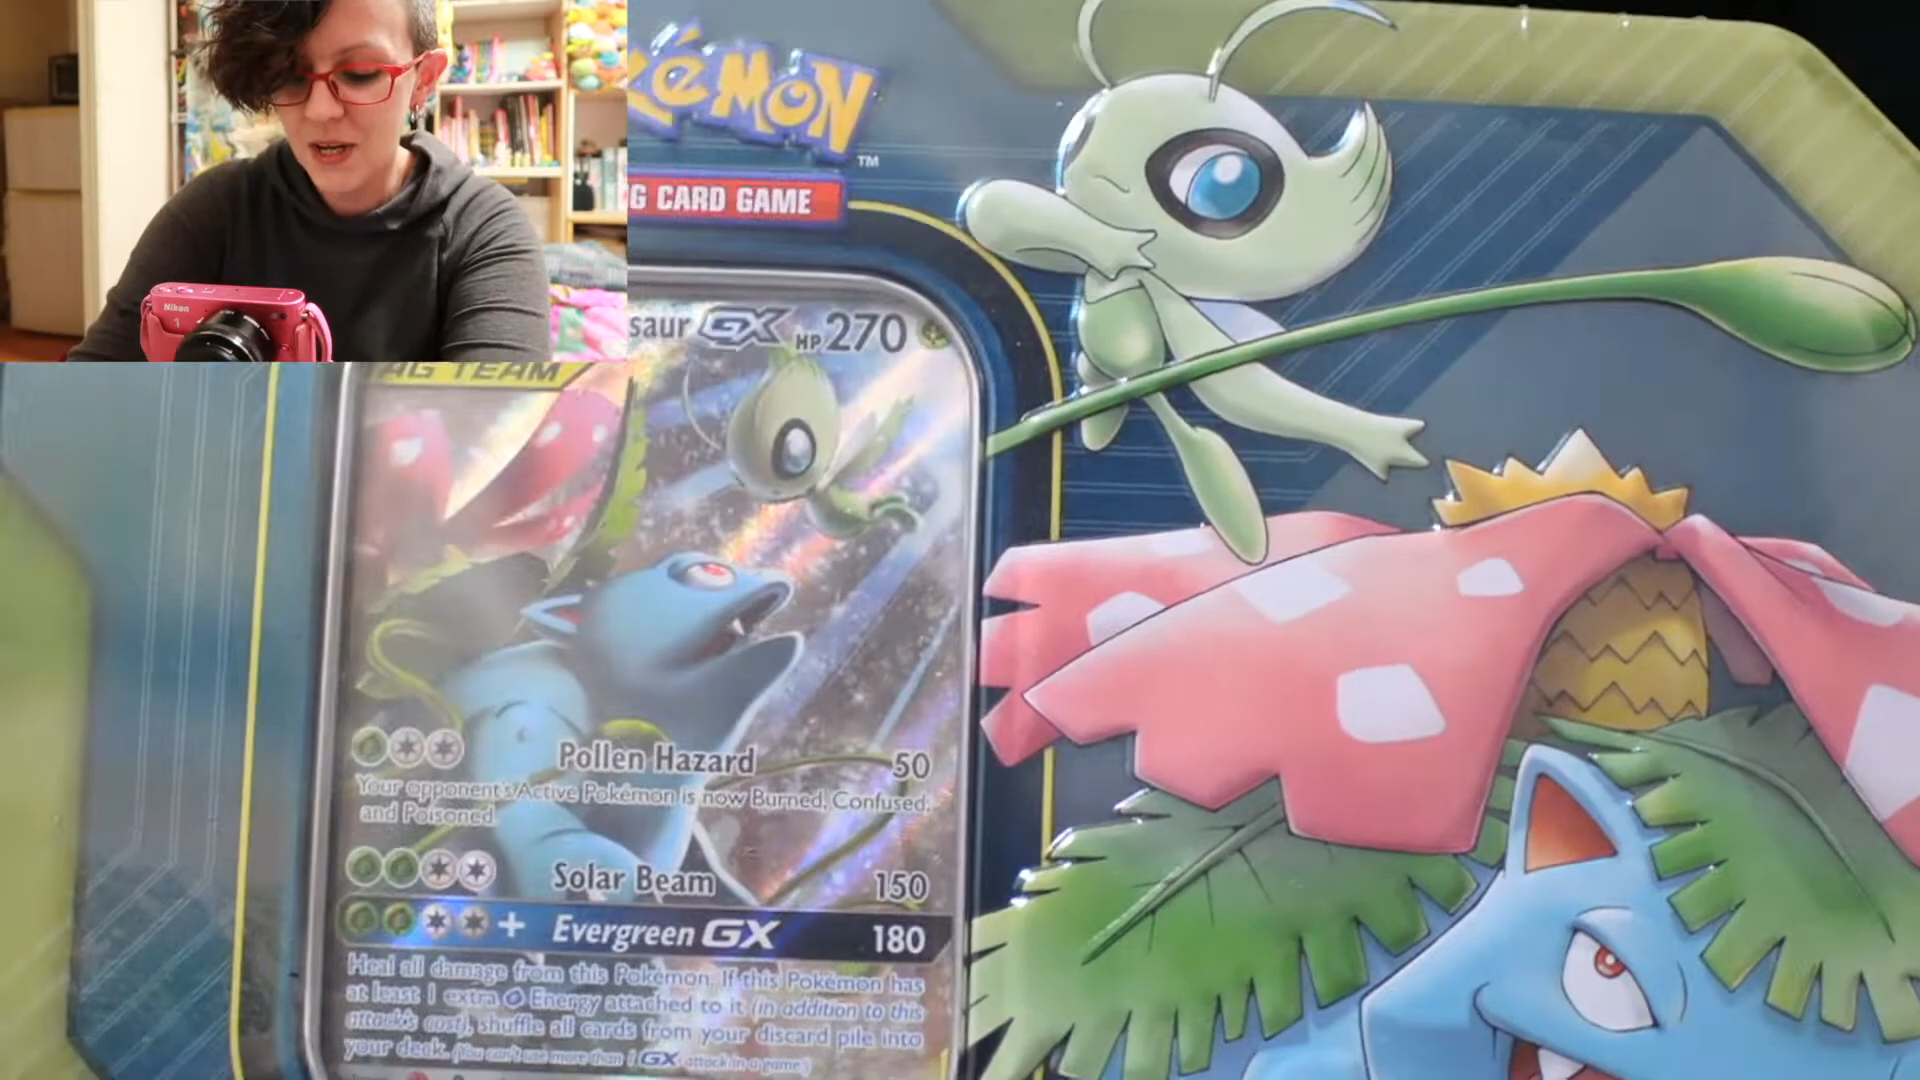 Nikon
1
kéMON
TM
G CARD GAME
saur GX HP 270
AG TEAM
Pollen Hazard 50
Your opponent's Active Pokémon is now Burned, Confused,
and Poisoned.
Solar Beam 150
+ Evergreen GX 180
Heal all damage from this Pokémon. If this Pokémon has
at least 1 extra Energy attached to it (in addition to this
attack's cost), shuffle all cards from your discard pile into
your deck. (You can't use more than 1 GX attack in a game.)